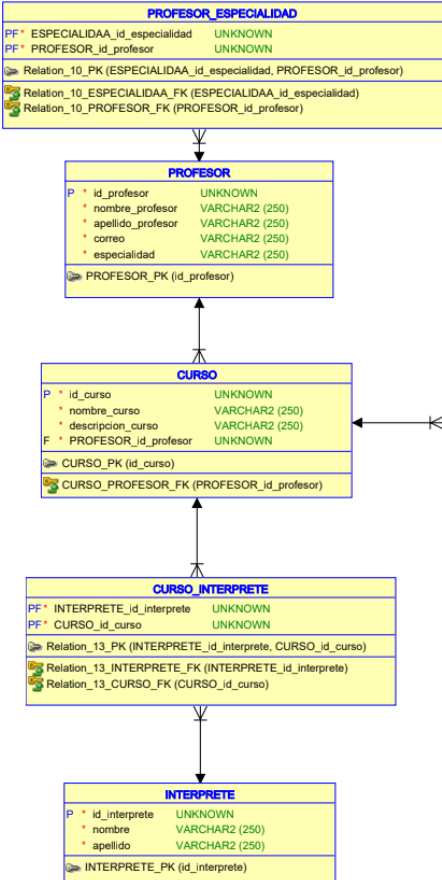 PROFESOR_ESPECIALIDAD
PF* ESPECIALIDAA_id_especialidad UNKNOWN
PF* PROFESOR_id_profesor UNKNOWN
Relation_10_PK (ESPECIALIDAA_id_especialidad, PROFESOR_id_profesor)
Relation_10_ESPECIALIDAA_FK (ESPECIALIDAA_id_especialidad)
Relation_10_PROFESOR_FK (PROFESOR_id_profesor)
PROFESOR
P * id_profesor UNKNOWN
* nombre_profesor VARCHAR2 (250)
* apellido_profesor VARCHAR2 (250)
* correo VARCHAR2 (250)
* especialidad VARCHAR2 (250)
PROFESOR_PK (id_profesor)
CURSO
P * id_curso UNKNOWN
* nombre_curso VARCHAR2 (250)
* descripcion_curso VARCHAR2 (250)
F * PROFESOR_id_profesor UNKNOWN
CURSO_PK (id_curso)
CURSO_PROFESOR_FK (PROFESOR_id_profesor)
CURSO_INTERPRETE
PF* INTERPRETE_id_interprete UNKNOWN
PF* CURSO_id_curso UNKNOWN
Relation_13_PK (INTERPRETE_id_interprete, CURSO_id_curso)
Relation_13_INTERPRETE_FK (INTERPRETE_id_interprete)
Relation_13_CURSO_FK (CURSO_id_curso)
INTERPRETE
P * id_interprete UNKNOWN
* nombre VARCHAR2 (250)
* apellido VARCHAR2 (250)
INTERPRETE_PK (id_interprete)